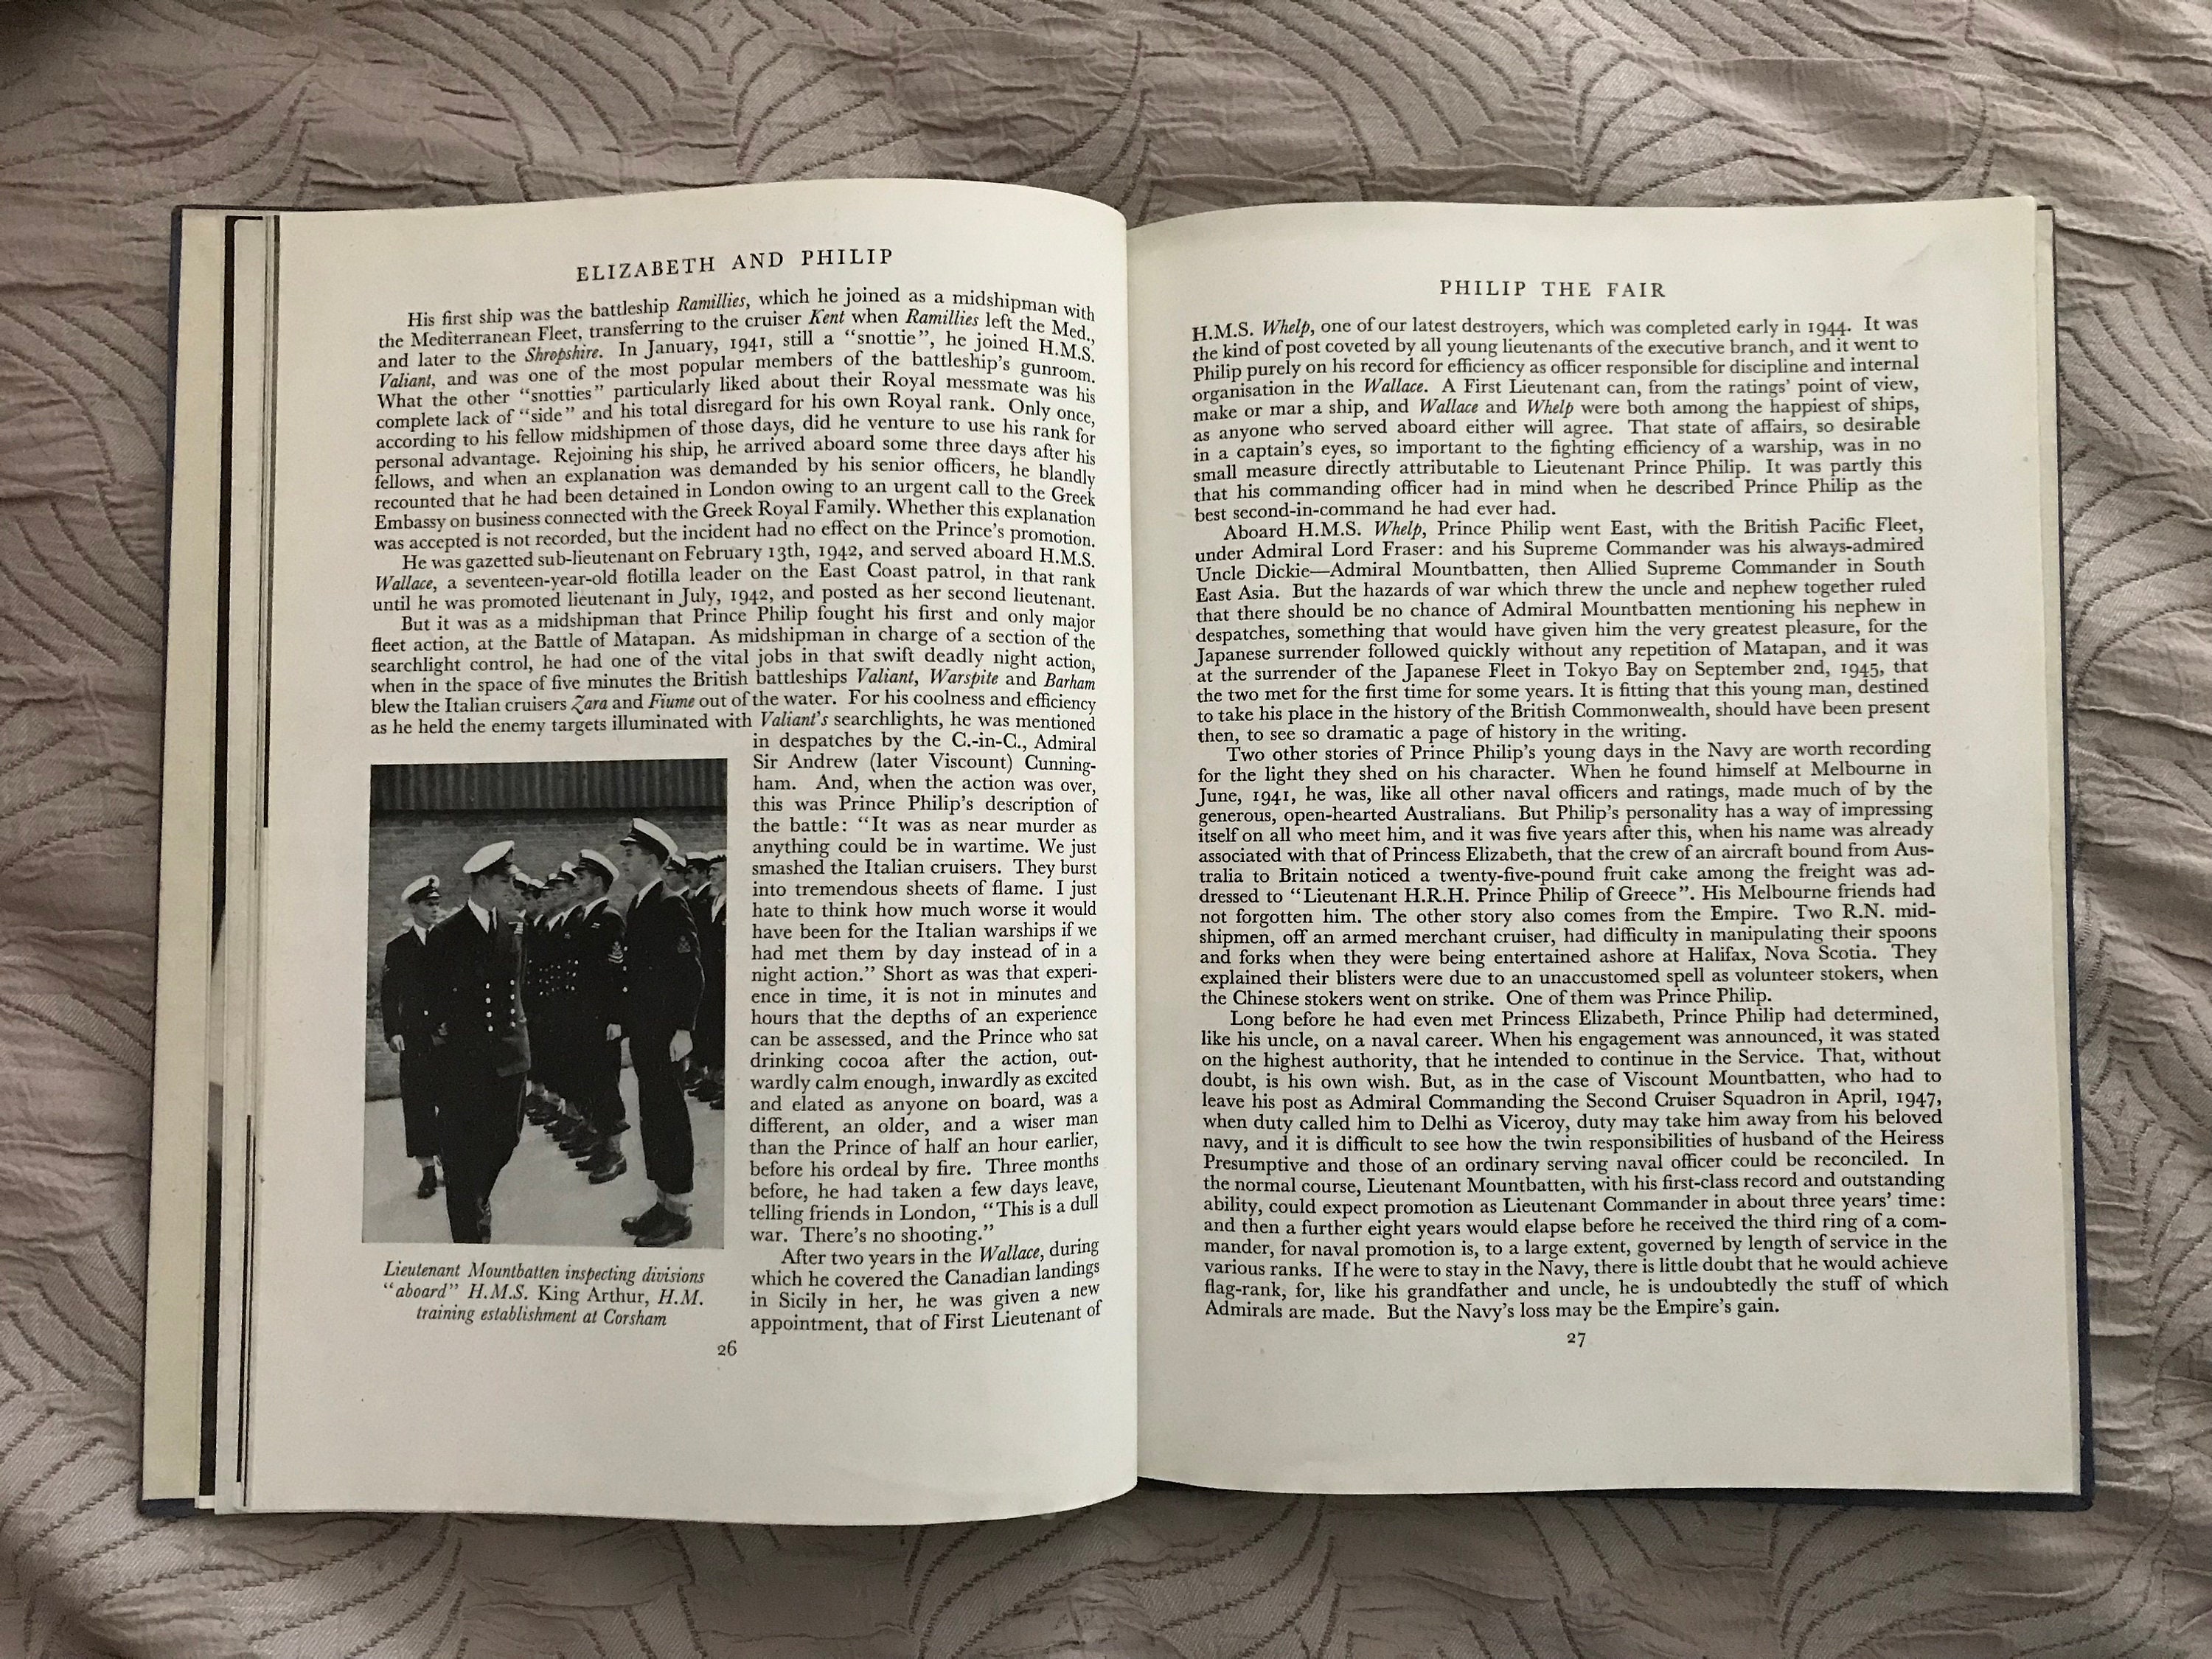 ELIZABETH AND PHILIP
His first ship was the battleship Ramillies, which he joined as a midshipman with
the Mediterranean Fleet, transferring to the cruiser Kent when Ramillies left the Med.,
and later to the Shropshire. In January, 1941, still a “snottie”, he joined H.M.S.
Valiant, and was one of the most popular members of the battleship's gunroom.
What the other “snotties” particularly liked about their Royal messmate was his
complete lack of “side” and his total disregard for his own Royal rank. Only once,
according to his fellow midshipmen of those days, did he venture to use his rank for
personal advantage. Rejoining his ship, he arrived aboard some three days after his
fellows, and when an explanation was demanded by his senior officers, he blandly
recounted that he had been detained in London owing to an urgent call to the Greek
Embassy on business connected with the Greek Royal Family. Whether this explanation
was accepted is not recorded, but the incident had no effect on the Prince's promotion.
He was gazetted sub-lieutenant on February 13th, 1942, and served aboard H.M.S.
Wallace, a seventeen-year-old flotilla leader on the East Coast patrol, in that rank
until he was promoted lieutenant in July, 1942, and posted as her second lieutenant.
But it was as a midshipman that Prince Philip fought his first and only major
fleet action, at the Battle of Matapan. As midshipman in charge of a section of the
searchlight control, he had one of the vital jobs in that swift deadly night action,
when in the space of five minutes the British battleships Valiant, Warspite and Barham
blew the Italian cruisers Zara and Fiume out of the water. For his coolness and efficiency
as he held the enemy targets illuminated with Valiant's searchlights, he was mentioned
in despatches by the C.-in-C., Admiral
Sir Andrew (later Viscount) Cunning-
ham. And, when the action was over,
this was Prince Philip's description of
the battle: “It was as near murder as
anything could be in wartime. We just
smashed the Italian cruisers. They burst
into tremendous sheets of flame. I just
hate to think how much worse it would
have been for the Italian warships if we
had met them by day instead of in a
night action.” Short as was that experi-
ence in time, it is not in minutes and
hours that the depths of an experience
can be assessed, and the Prince who sat
drinking cocoa after the action, out-
wardly calm enough, inwardly as excited
and elated as anyone on board, was a
different, an older, and a wiser man
than the Prince of half an hour earlier,
before his ordeal by fire. Three months
before, he had taken a few days leave,
telling friends in London, “This is a dull
war. There's no shooting.”
After two years in the Wallace, during
which he covered the Canadian landings
in Sicily in her, he was given a new
appointment, that of First Lieutenant of
Lieutenant Mountbatten inspecting divisions
“aboard” H.M.S. King Arthur, H.M.
training establishment at Corsham
26
PHILIP THE FAIR
H.M.S. Whelp, one of our latest destroyers, which was completed early in 1944. It was
the kind of post coveted by all young lieutenants of the executive branch, and it went to
Philip purely on his record for efficiency as officer responsible for discipline and internal
organisation in the Wallace. A First Lieutenant can, from the ratings' point of view,
make or mar a ship, and Wallace and Whelp were both among the happiest of ships,
as anyone who served aboard either will agree. That state of affairs, so desirable
in a captain's eyes, so important to the fighting efficiency of a warship, was in no
small measure directly attributable to Lieutenant Prince Philip. It was partly this
that his commanding officer had in mind when he described Prince Philip as the
best second-in-command he had ever had.
Aboard H.M.S. Whelp, Prince Philip went East, with the British Pacific Fleet,
under Admiral Lord Fraser: and his Supreme Commander was his always-admired
Uncle Dickie—Admiral Mountbatten, then Allied Supreme Commander in South
East Asia. But the hazards of war which threw the uncle and nephew together ruled
that there should be no chance of Admiral Mountbatten mentioning his nephew in
despatches, something that would have given him the very greatest pleasure, for the
Japanese surrender followed quickly without any repetition of Matapan, and it was
at the surrender of the Japanese Fleet in Tokyo Bay on September 2nd, 1945, that
the two met for the first time for some years. It is fitting that this young man, destined
to take his place in the history of the British Commonwealth, should have been present
then, to see so dramatic a page of history in the writing.
Two other stories of Prince Philip's young days in the Navy are worth recording
for the light they shed on his character. When he found himself at Melbourne in
June, 1941, he was, like all other naval officers and ratings, made much of by the
generous, open-hearted Australians. But Philip's personality has a way of impressing
itself on all who meet him, and it was five years after this, when his name was already
associated with that of Princess Elizabeth, that the crew of an aircraft bound from Aus-
tralia to Britain noticed a twenty-five-pound fruit cake among the freight was ad-
dressed to “Lieutenant H.R.H. Prince Philip of Greece”. His Melbourne friends had
not forgotten him. The other story also comes from the Empire. Two R.N. mid-
shipmen, off an armed merchant cruiser, had difficulty in manipulating their spoons
and forks when they were being entertained ashore at Halifax, Nova Scotia. They
explained their blisters were due to an unaccustomed spell as volunteer stokers, when
the Chinese stokers went on strike. One of them was Prince Philip.
Long before he had even met Princess Elizabeth, Prince Philip had determined,
like his uncle, on a naval career. When his engagement was announced, it was stated
on the highest authority, that he intended to continue in the Service. That, without
doubt, is his own wish. But, as in the case of Viscount Mountbatten, who had to
leave his post as Admiral Commanding the Second Cruiser Squadron in April, 1947,
when duty called him to Delhi as Viceroy, duty may take him away from his beloved
navy, and it is difficult to see how the twin responsibilities of husband of the Heiress
Presumptive and those of an ordinary serving naval officer could be reconciled. In
the normal course, Lieutenant Mountbatten, with his first-class record and outstanding
ability, could expect promotion as Lieutenant Commander in about three years' time:
and then a further eight years would elapse before he received the third ring of a com-
mander, for naval promotion is, to a large extent, governed by length of service in the
various ranks. If he were to stay in the Navy, there is little doubt that he would achieve
flag-rank, for, like his grandfather and uncle, he is undoubtedly the stuff of which
Admirals are made. But the Navy's loss may be the Empire's gain.
27